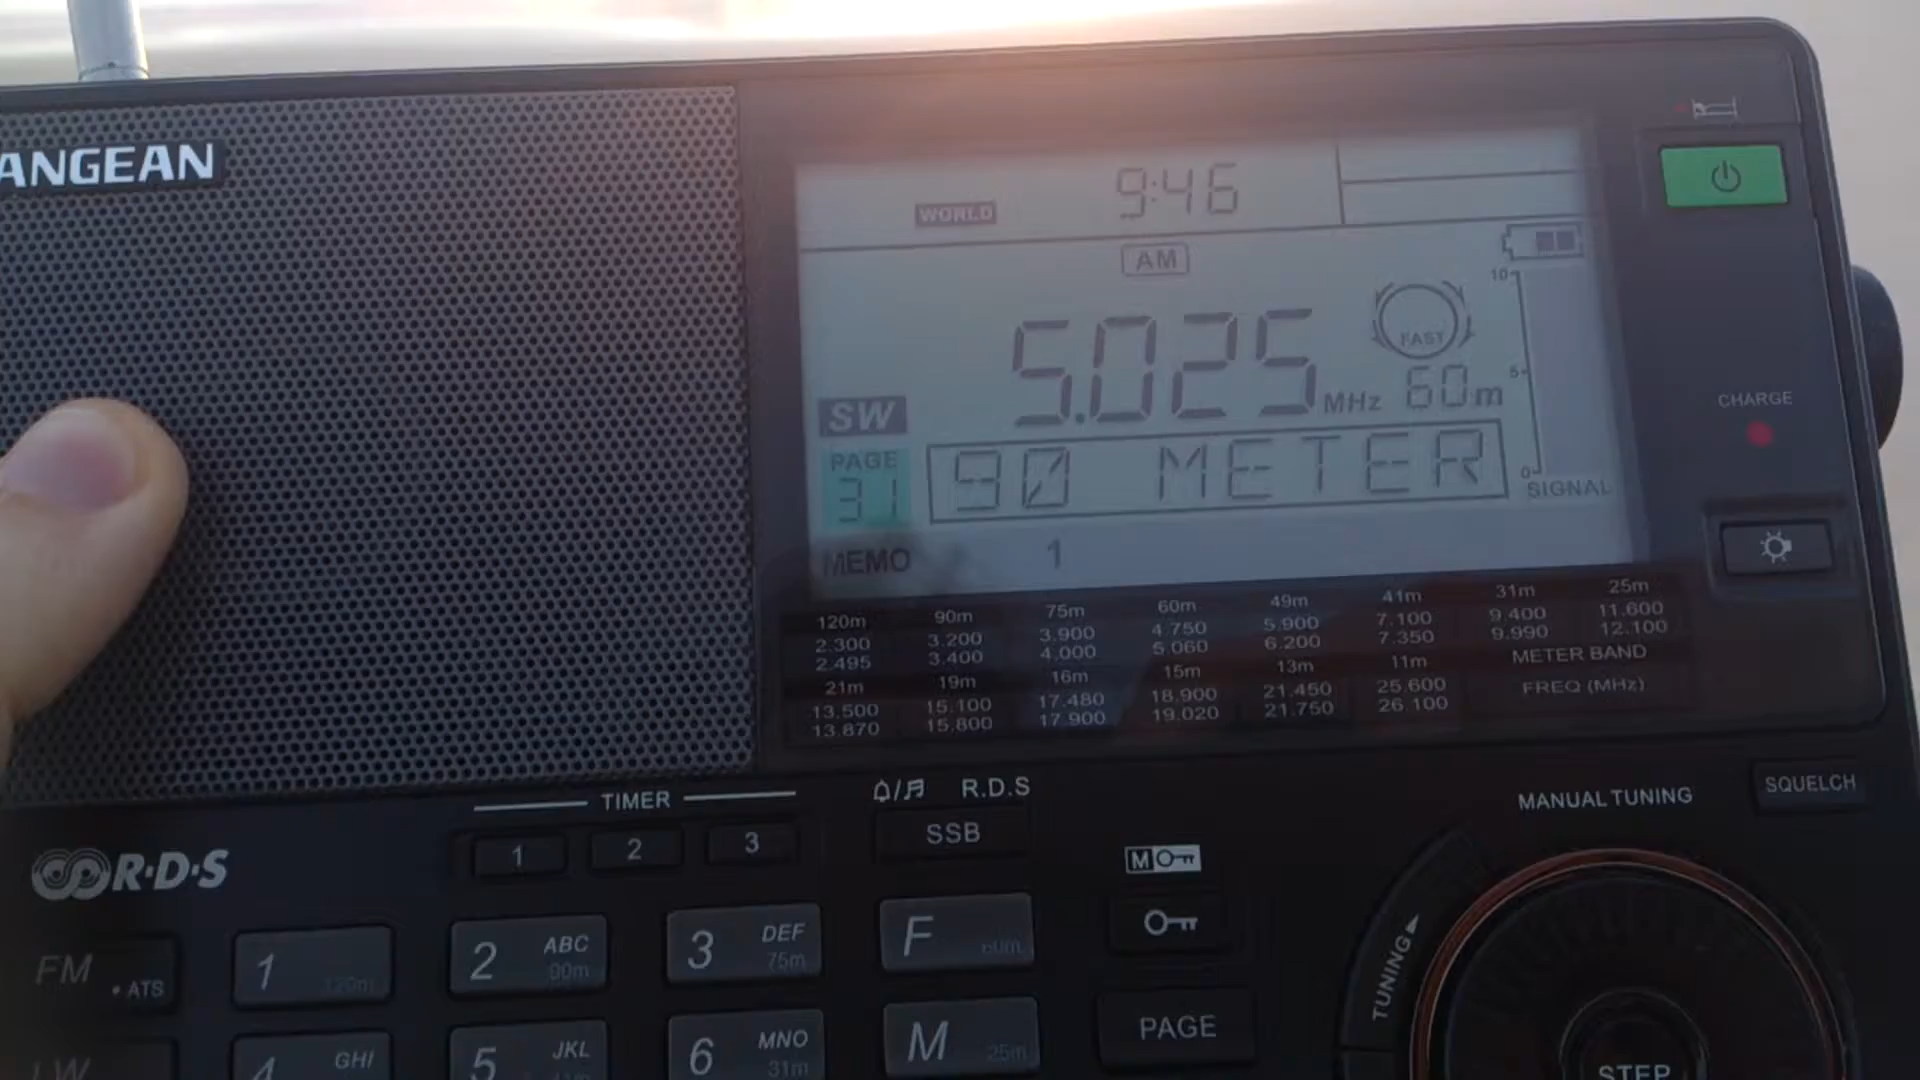 ANGEAN
WORLD 9:46
AM
10
5.025 MHz 60m
FAST
5
SW
PAGE
31
90 METER
0
SIGNAL
MEMO 1
CHARGE
120m 90m 75m 60m 49m 41m 31m 25m
2.300 3.200 3.900 4.750 5.900 7.100 9.400 11.600
2.495 3.400 4.000 5.060 6.200 7.350 9.990 12.100
21m 19m 16m 15m 13m 11m METER BAND
13.500 15.100 17.480 18.900 21.450 25.600 FREQ (MHz)
13.870 15.800 17.900 19.020 21.750 26.100
TIMER
1 2 3
R.D.S
SSB
MANUAL TUNING
SQUELCH
R·D·S
M
FM • ATS
1 120m
2 ABC 90m
3 DEF 75m
F 60m
TUNING
LW
4 GHI
5 JKL
6 MNO 31m
M 25m
PAGE
STEP